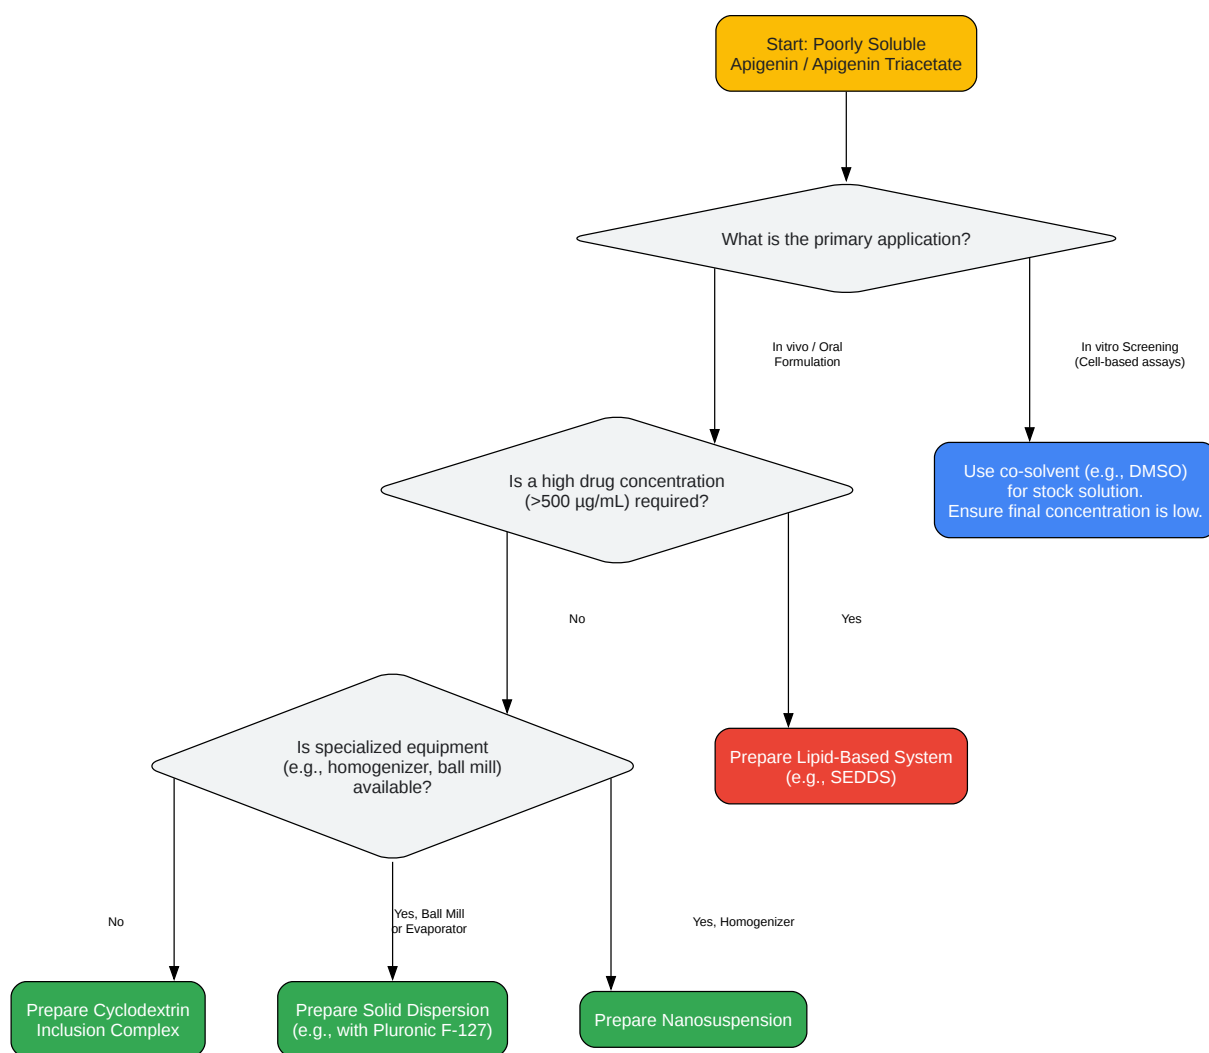 Start: Poorly Soluble
Apigenin / Apigenin Triacetate
What is the primary application?
In vivo / Oral
Formulation
In vitro Screening
(Cell-based assays)
Is a high drug concentration
(>500 µg/mL) required?
Use co-solvent (e.g., DMSO)
for stock solution.
Ensure final concentration is low.
No
Yes
Is specialized equipment
(e.g., homogenizer, ball mill)
available?
Prepare Lipid-Based System
(e.g., SEDDS)
No
Yes, Ball Mill
or Evaporator
Yes, Homogenizer
Prepare Cyclodextrin
Inclusion Complex
Prepare Solid Dispersion
(e.g., with Pluronic F-127)
Prepare Nanosuspension